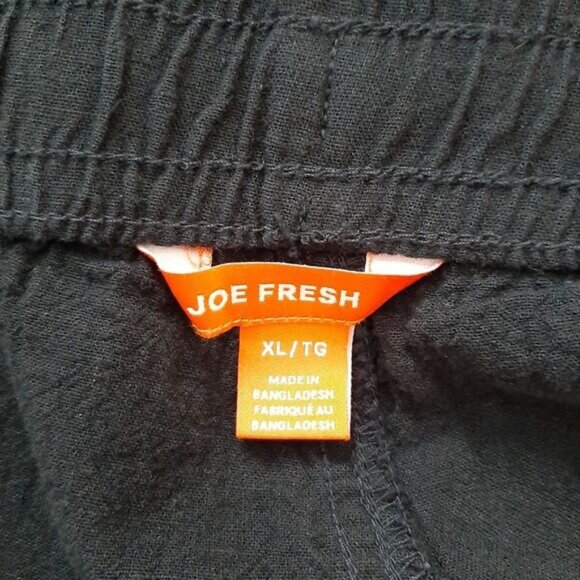 JOE FRESH
XL/TG
MADE IN
BANGLADESH
FABRIQUÉ AU
BANGLADESH